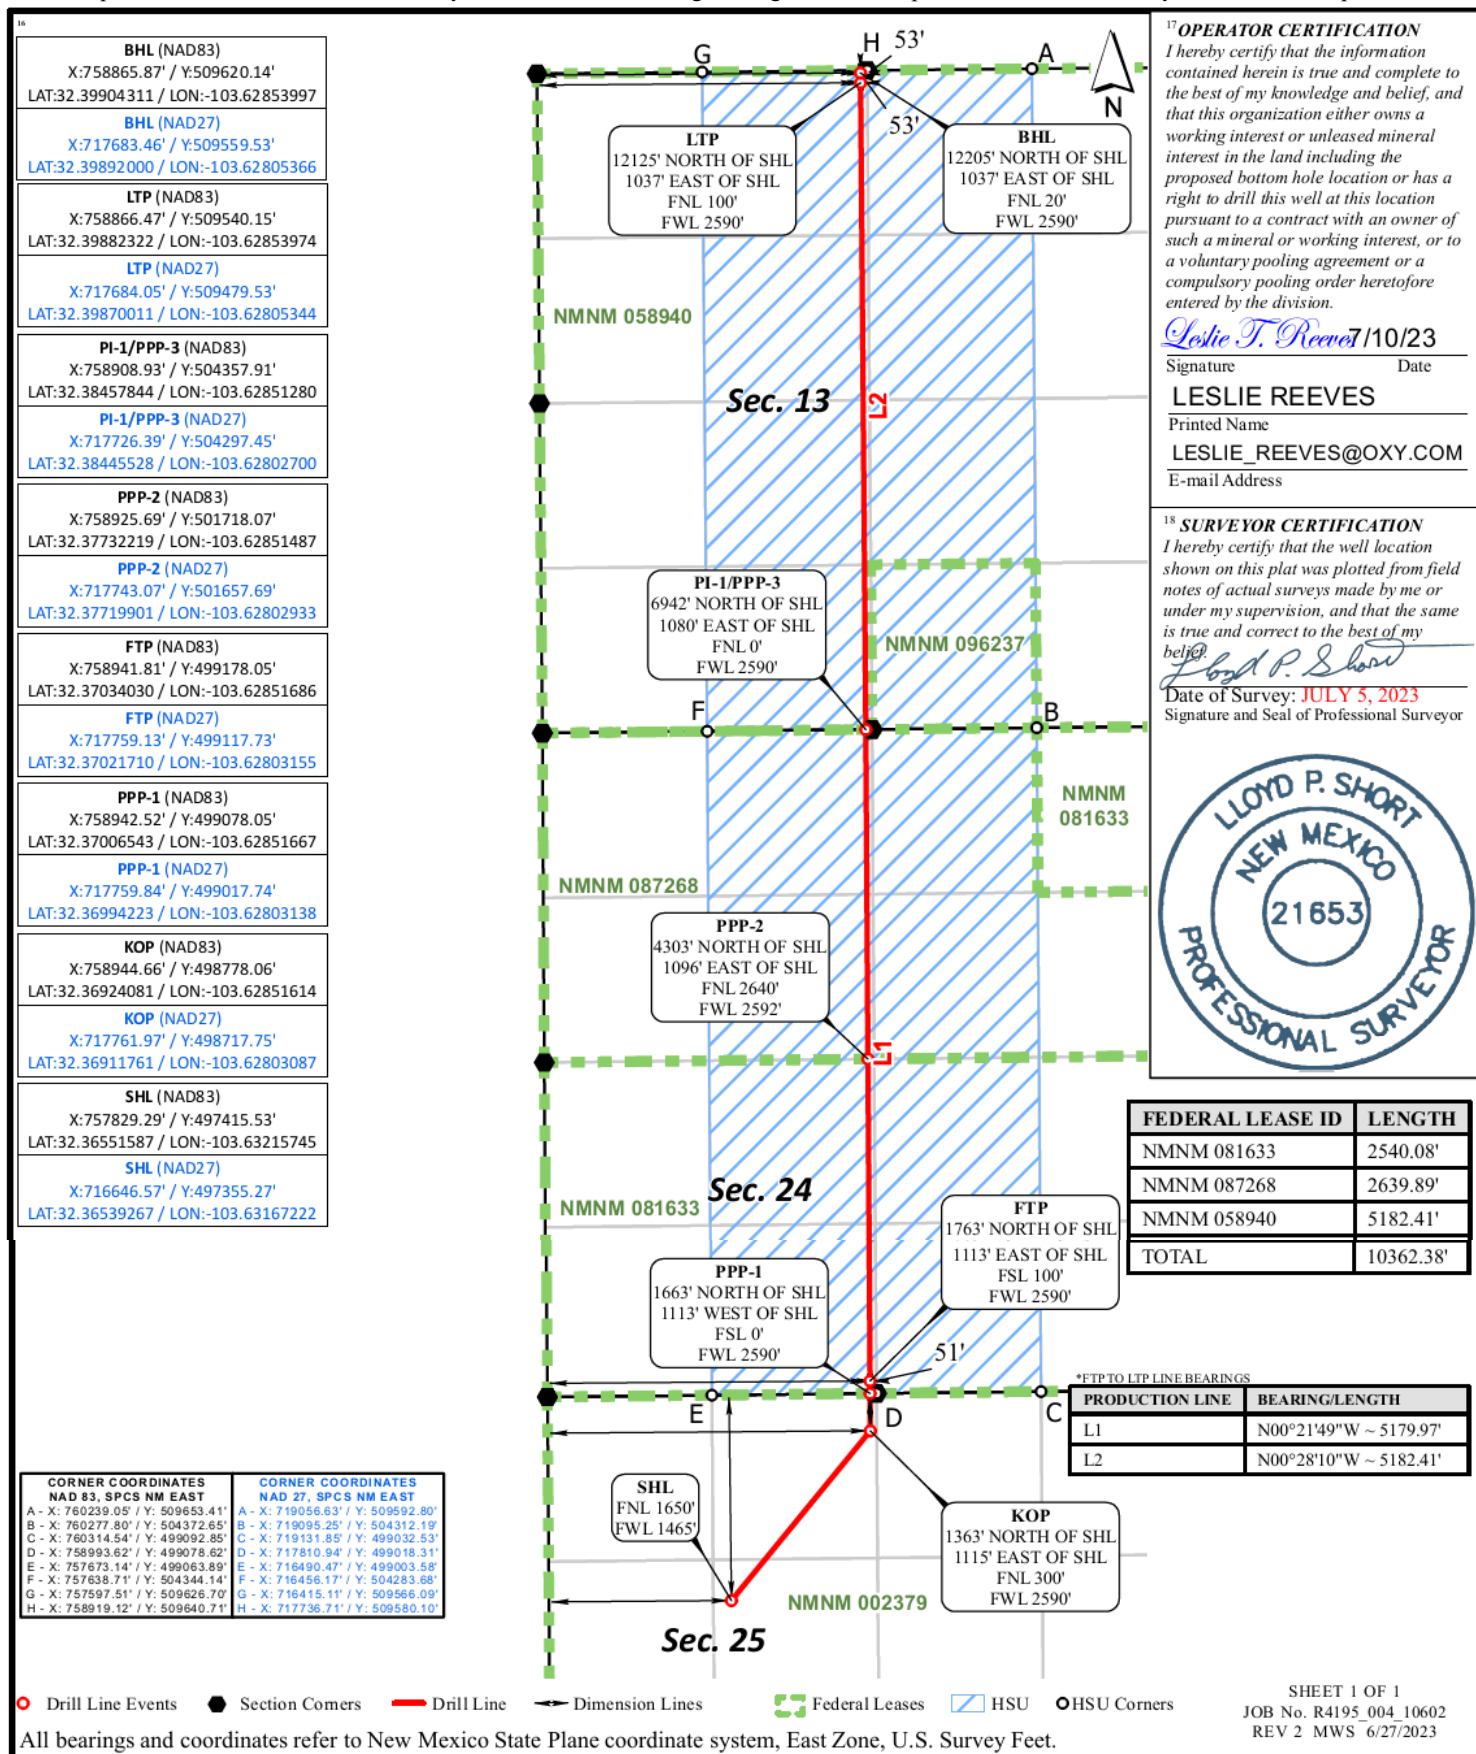 16
BHL (NAD83)
X:758865.87' / Y:509620.14'
LAT:32.39904311 / LON:-103.62853997
BHL (NAD27)
X:717683.46' / Y:509559.53'
LAT:32.39892000 / LON:-103.62805366
LTP (NAD83)
X:758866.47' / Y:509540.15'
LAT:32.39882322 / LON:-103.62853974
LTP (NAD27)
X:717684.05' / Y:509479.53'
LAT:32.39870011 / LON:-103.62805344
PI-1/PPP-3 (NAD83)
X:758908.93' / Y:504357.91'
LAT:32.38457844 / LON:-103.62851280
PI-1/PPP-3 (NAD27)
X:717726.39' / Y:504297.45'
LAT:32.38445528 / LON:-103.62802700
PPP-2 (NAD83)
X:758925.69' / Y:501718.07'
LAT:32.37732219 / LON:-103.62851487
PPP-2 (NAD27)
X:717743.07' / Y:501657.69'
LAT:32.37719901 / LON:-103.62802933
FTP (NAD83)
X:758941.81' / Y:499178.05'
LAT:32.37034030 / LON:-103.62851686
FTP (NAD27)
X:717759.13' / Y:499117.73'
LAT:32.37021710 / LON:-103.62803155
PPP-1 (NAD83)
X:758942.52' / Y:499078.05'
LAT:32.37006543 / LON:-103.62851667
PPP-1 (NAD27)
X:717759.84' / Y:499017.74'
LAT:32.36994223 / LON:-103.62803138
KOP (NAD83)
X:758944.66' / Y:498778.06'
LAT:32.36924081 / LON:-103.62851614
KOP (NAD27)
X:717761.97' / Y:498717.75'
LAT:32.36911761 / LON:-103.62803087
SHL (NAD83)
X:757829.29' / Y:497415.53'
LAT:32.36551587 / LON:-103.63215745
SHL (NAD27)
X:716646.57' / Y:497355.27'
LAT:32.36539267 / LON:-103.63167222
CORNER COORDINATES
NAD 83, SPCS NM EAST
A - X: 760239.05' / Y: 509653.41'
B - X: 760277.80' / Y: 504372.65'
C - X: 760314.54' / Y: 499092.85'
D - X: 758993.62' / Y: 499078.62'
E - X: 757673.14' / Y: 499063.89'
F - X: 757638.71' / Y: 504344.14'
G - X: 757597.51' / Y: 509626.70'
H - X: 758919.12' / Y: 509640.71'
CORNER COORDINATES
NAD 27, SPCS NM EAST
A - X: 719056.63' / Y: 509592.80'
B - X: 719095.25' / Y: 504312.19'
C - X: 719131.85' / Y: 499032.53'
D - X: 717810.94' / Y: 499018.31'
E - X: 716490.47' / Y: 499003.58'
F - X: 716456.17' / Y: 504283.68'
G - X: 716415.11' / Y: 509566.09'
H - X: 717736.71' / Y: 509580.10'
G
H
53'
A
N
53'
LTP
12125' NORTH OF SHL
1037' EAST OF SHL
FNL 100'
FWL 2590'
BHL
12205' NORTH OF SHL
1037' EAST OF SHL
FNL 20'
FWL 2590'
NMNM 058940
Sec. 13
L2
PI-1/PPP-3
6942' NORTH OF SHL
1080' EAST OF SHL
FNL 0'
FWL 2590'
NMNM 096237
F
B
NMNM
081633
NMNM 087268
PPP-2
4303' NORTH OF SHL
1096' EAST OF SHL
FNL 2640'
FWL 2592'
L1
Sec. 24
NMNM 081633
FTP
1763' NORTH OF SHL
1113' EAST OF SHL
FSL 100'
FWL 2590'
PPP-1
1663' NORTH OF SHL
1113' WEST OF SHL
FSL 0'
FWL 2590'
51'
E
D
C
SHL
FNL 1650'
FWL 1465'
KOP
1363' NORTH OF SHL
1115' EAST OF SHL
FNL 300'
FWL 2590'
NMNM 002379
Sec. 25
17 OPERATOR CERTIFICATION
I hereby certify that the information
contained herein is true and complete to
the best of my knowledge and belief, and
that this organization either owns a
working interest or unleased mineral
interest in the land including the
proposed bottom hole location or has a
right to drill this well at this location
pursuant to a contract with an owner of
such a mineral or working interest, or to
a voluntary pooling agreement or a
compulsory pooling order heretofore
entered by the division.
Leslie T. Reeves 7/10/23
Signature Date
LESLIE REEVES
Printed Name
LESLIE_REEVES@OXY.COM
E-mail Address
18 SURVEYOR CERTIFICATION
I hereby certify that the well location
shown on this plat was plotted from field
notes of actual surveys made by me or
under my supervision, and that the same
is true and correct to the best of my
belief.
Lloyd P. Short
Date of Survey: JULY 5, 2023
Signature and Seal of Professional Surveyor
LLOYD P. SHORT
NEW MEXICO
21653
PROFESSIONAL SURVEYOR
FEDERAL LEASE ID LENGTH
NMNM 081633 2540.08'
NMNM 087268 2639.89'
NMNM 058940 5182.41'
TOTAL 10362.38'
*FTP TO LTP LINE BEARINGS
PRODUCTION LINE BEARING/LENGTH
L1 N00°21'49"W ~ 5179.97'
L2 N00°28'10"W ~ 5182.41'
Drill Line Events Section Corners Drill Line Dimension Lines Federal Leases HSU HSU Corners
SHEET 1 OF 1
JOB No. R4195_004_10602
REV 2 MWS 6/27/2023
All bearings and coordinates refer to New Mexico State Plane coordinate system, East Zone, U.S. Survey Feet.